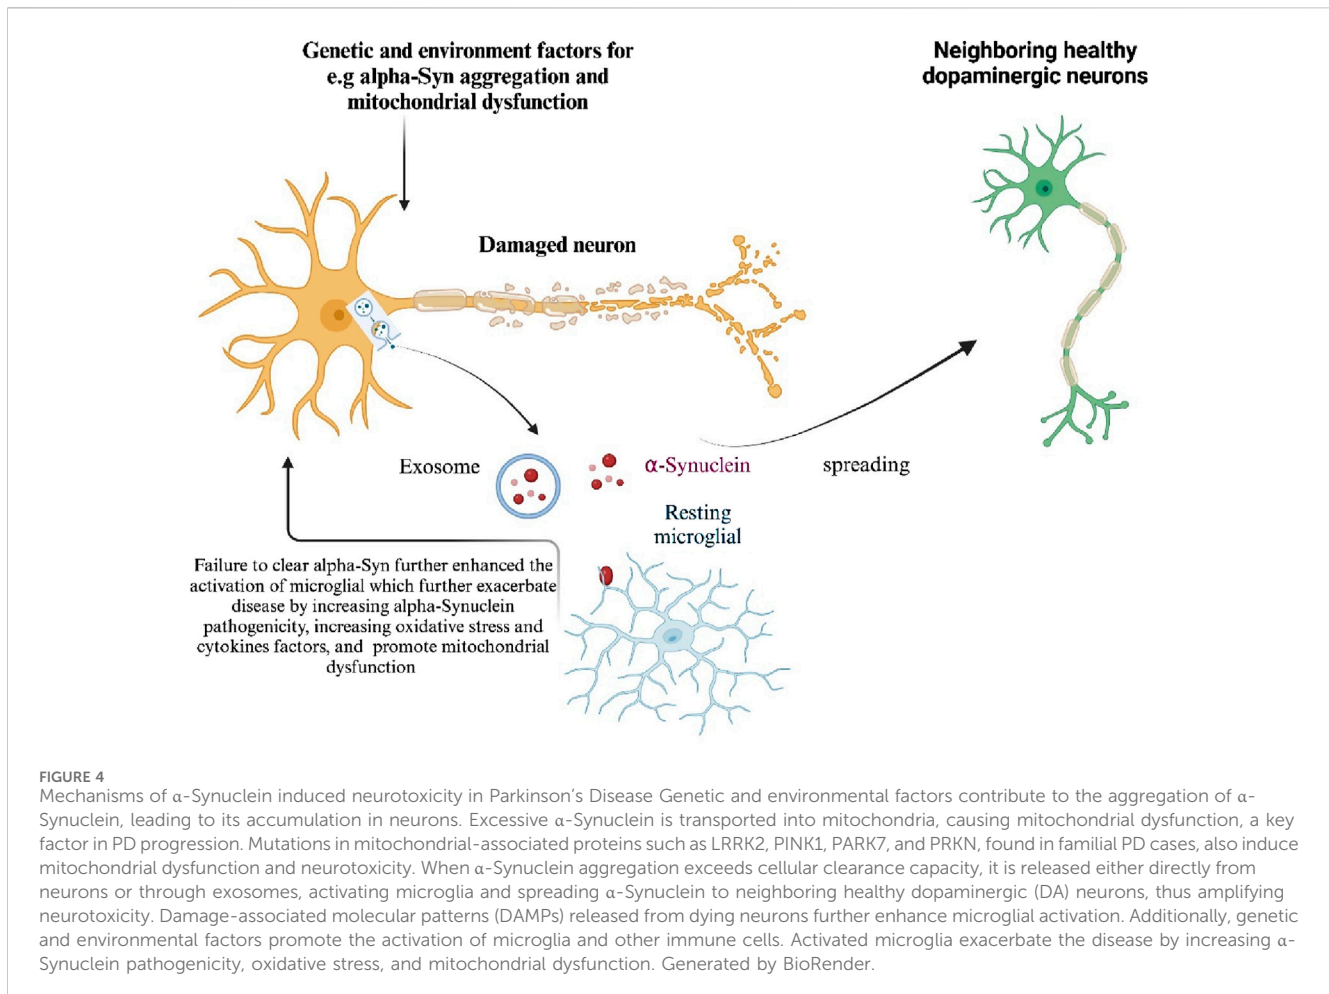 Genetic and environment factors for
e.g alpha-Syn aggregation and
mitochondrial dysfunction
Neighboring healthy
dopaminergic neurons
Damaged neuron
Exosome
α-Synuclein
spreading
Resting
microglial
Failure to clear alpha-Syn further enhanced the
activation of microglial which further exacerbate
disease by increasing alpha-Synuclein
pathogenicity, increasing oxidative stress and
cytokines factors, and promote mitochondrial
dysfunction
FIGURE 4
Mechanisms of α-Synuclein induced neurotoxicity in Parkinson's Disease Genetic and environmental factors contribute to the aggregation of α-
Synuclein, leading to its accumulation in neurons. Excessive α-Synuclein is transported into mitochondria, causing mitochondrial dysfunction, a key
factor in PD progression. Mutations in mitochondrial-associated proteins such as LRRK2, PINK1, PARK7, and PRKN, found in familial PD cases, also induce
mitochondrial dysfunction and neurotoxicity. When α-Synuclein aggregation exceeds cellular clearance capacity, it is released either directly from
neurons or through exosomes, activating microglia and spreading α-Synuclein to neighboring healthy dopaminergic (DA) neurons, thus amplifying
neurotoxicity. Damage-associated molecular patterns (DAMPs) released from dying neurons further enhance microglial activation. Additionally, genetic
and environmental factors promote the activation of microglia and other immune cells. Activated microglia exacerbate the disease by increasing α-
Synuclein pathogenicity, oxidative stress, and mitochondrial dysfunction. Generated by BioRender.